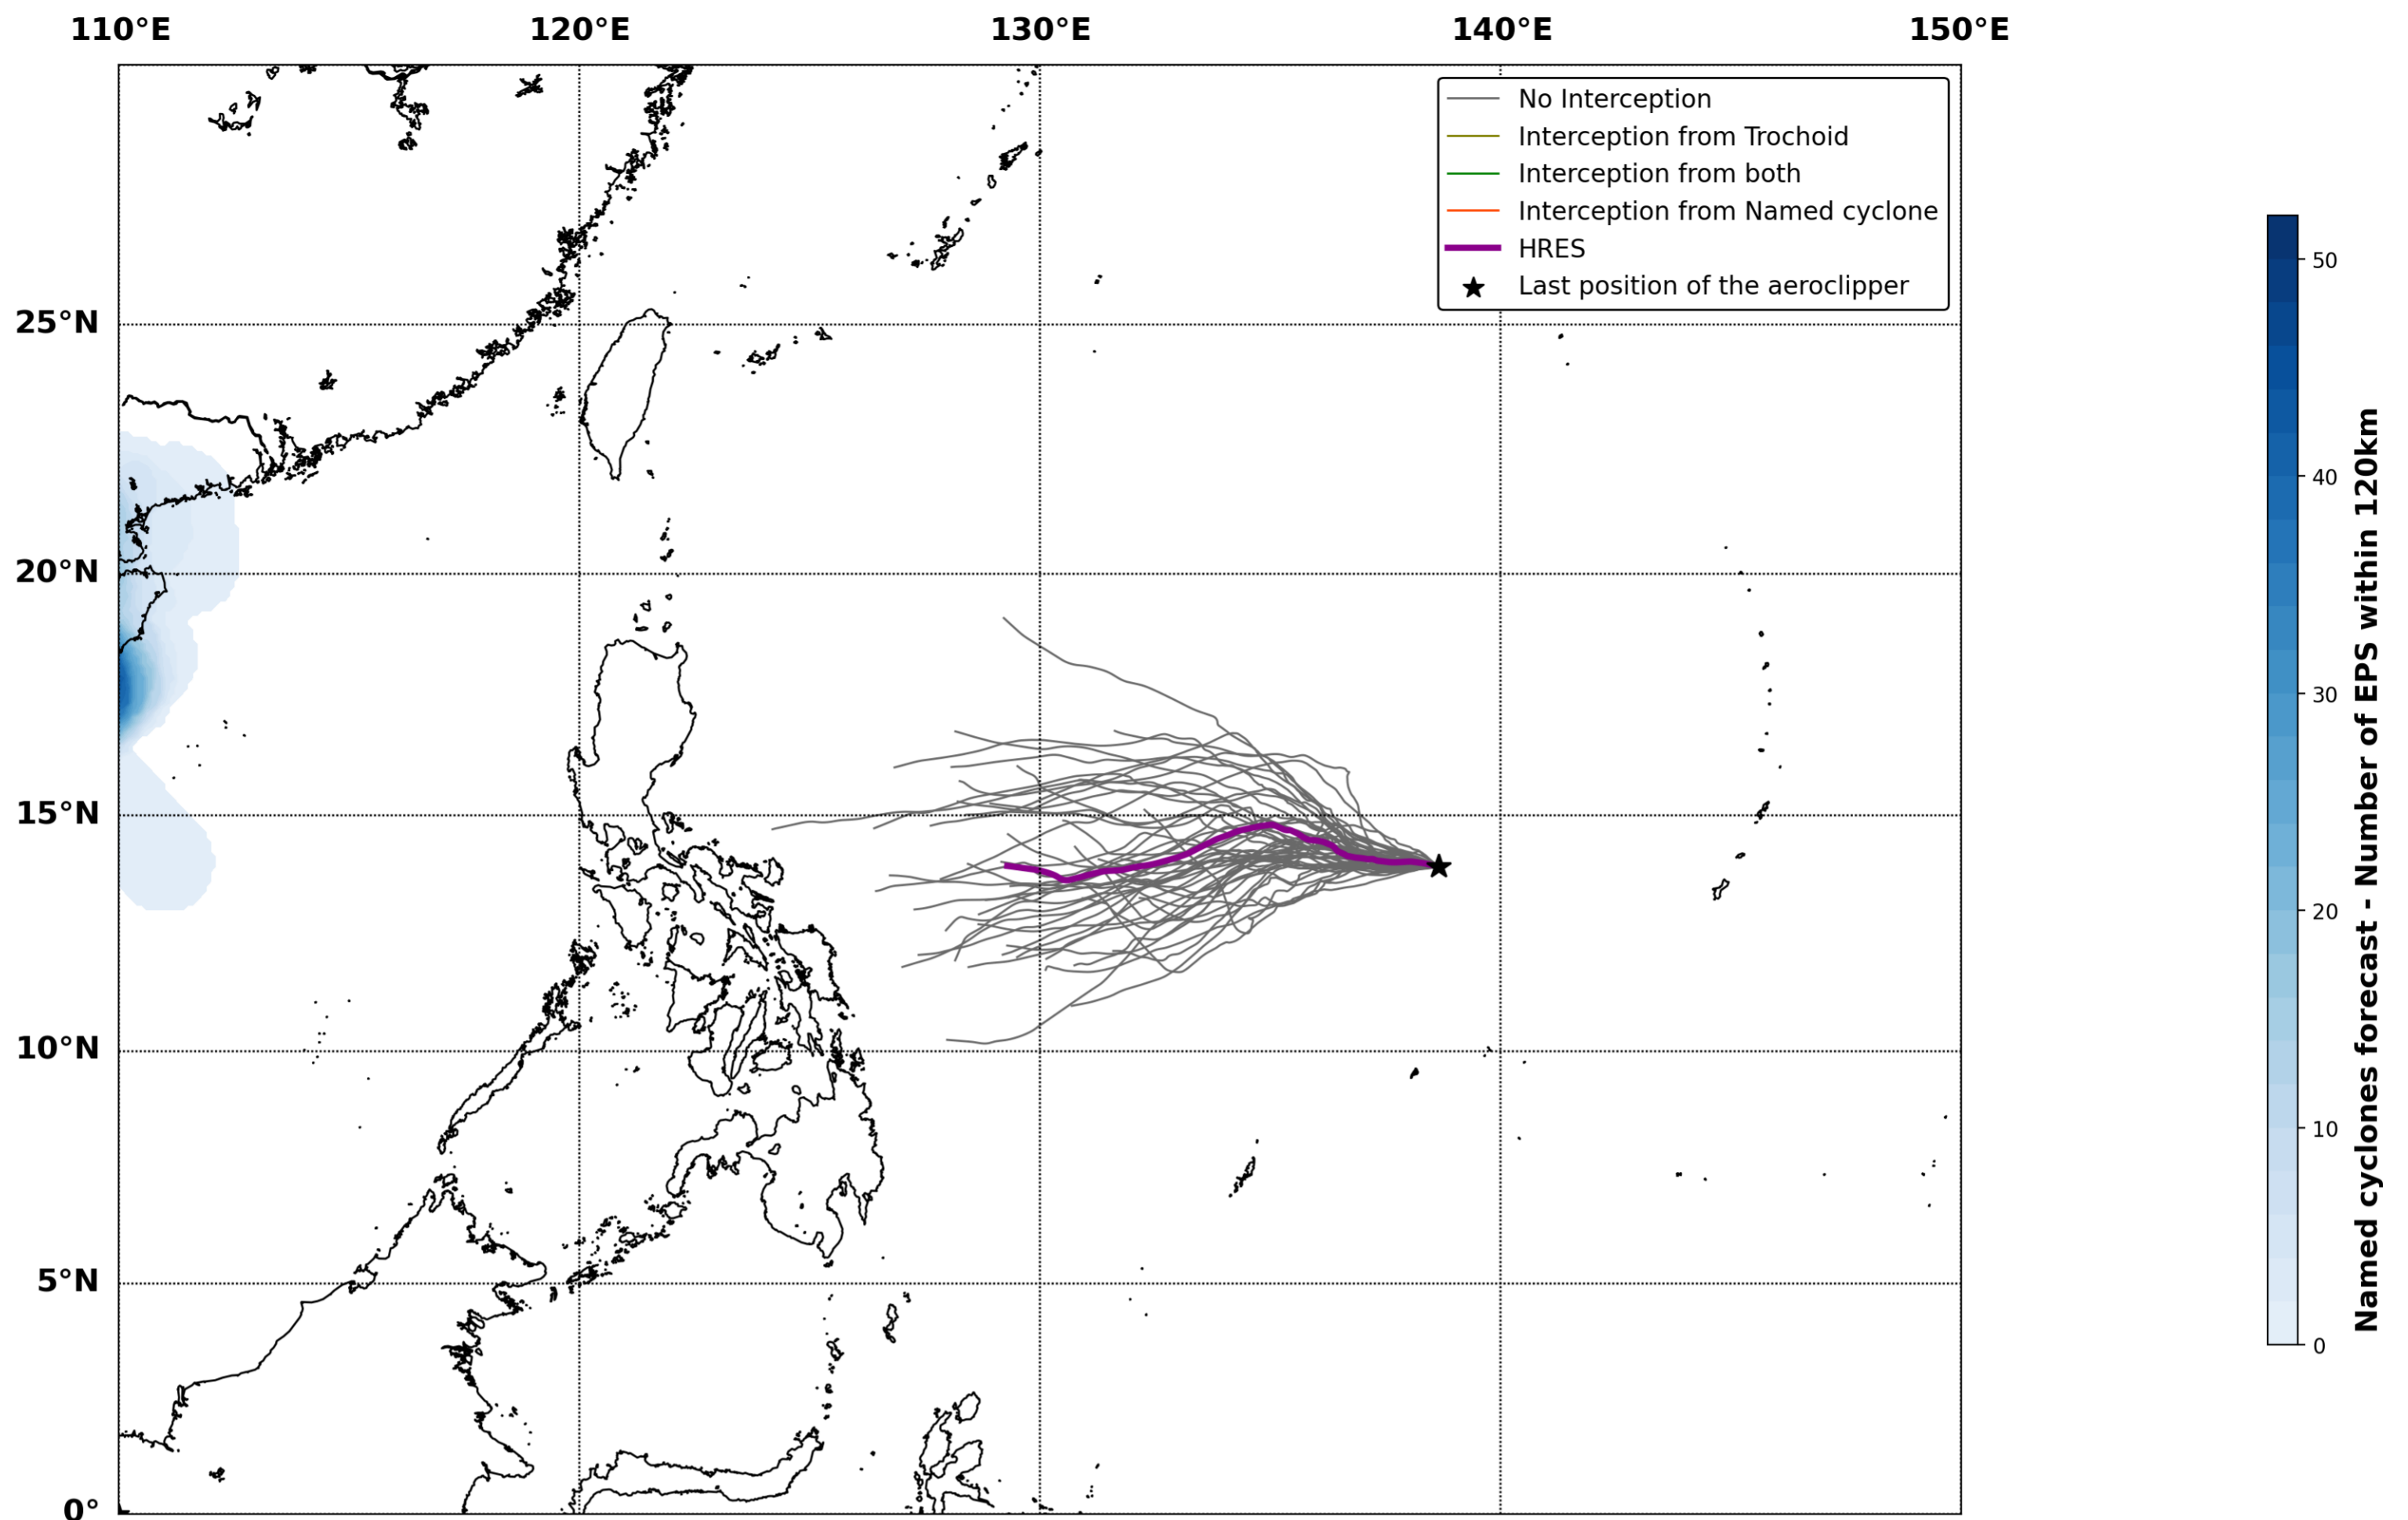 110°E 120°E 130°E 140°E 150°E
No Interception
Interception from Trochoid
Interception from both
Interception from Named cyclone
HRES
Last position of the aeroclipper
25°N
20°N
15°N
10°N
5°N
0°
50
40
30
20
10
0
Named cyclones forecast - Number of EPS within 120km